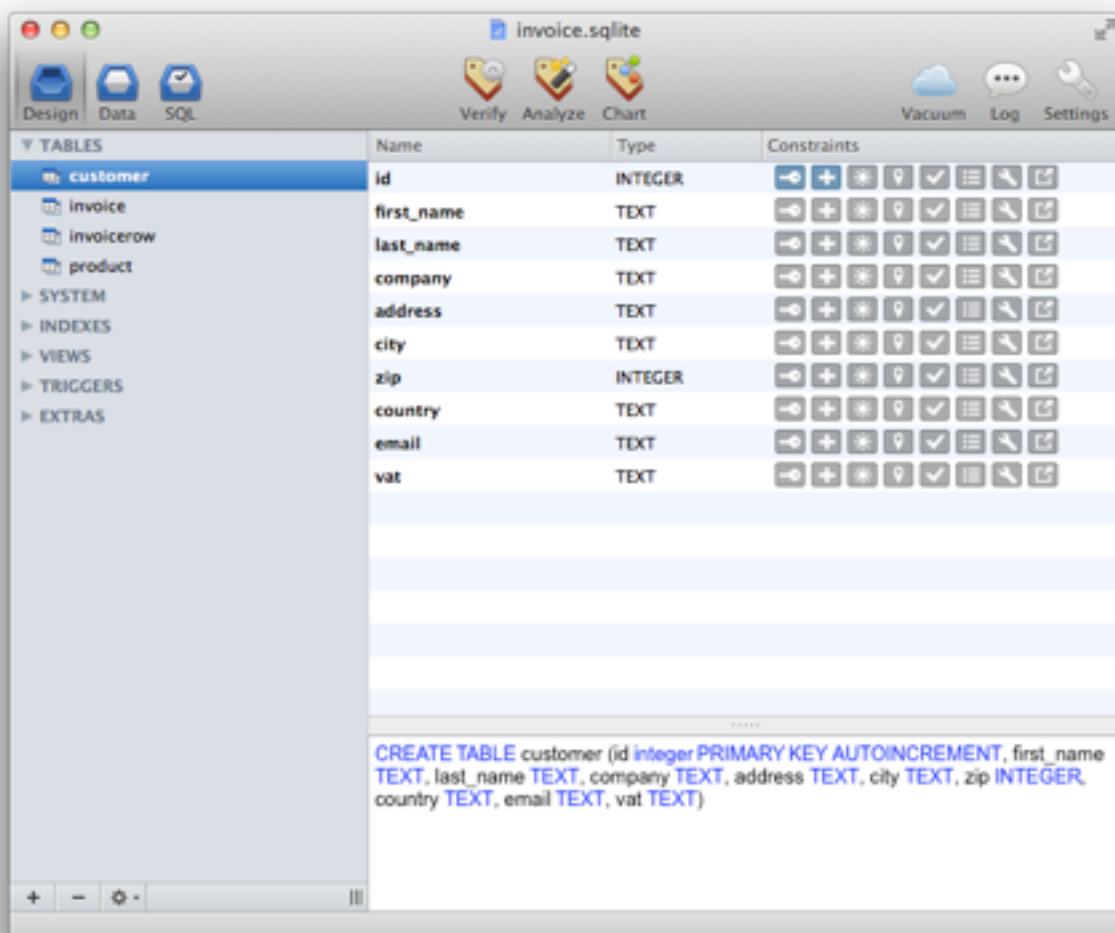 invoice.sqlite
Design Data SQL Verify Analyze Chart Vacuum Log Settings
TABLES
customer
invoice
invoicerow
product
SYSTEM
INDEXES
VIEWS
TRIGGERS
EXTRAS
Name Type Constraints
id INTEGER
first_name TEXT
last_name TEXT
company TEXT
address TEXT
city TEXT
zip INTEGER
country TEXT
email TEXT
vat TEXT
CREATE TABLE customer (id integer PRIMARY KEY AUTOINCREMENT, first_name
TEXT, last_name TEXT, company TEXT, address TEXT, city TEXT, zip INTEGER,
country TEXT, email TEXT, vat TEXT)